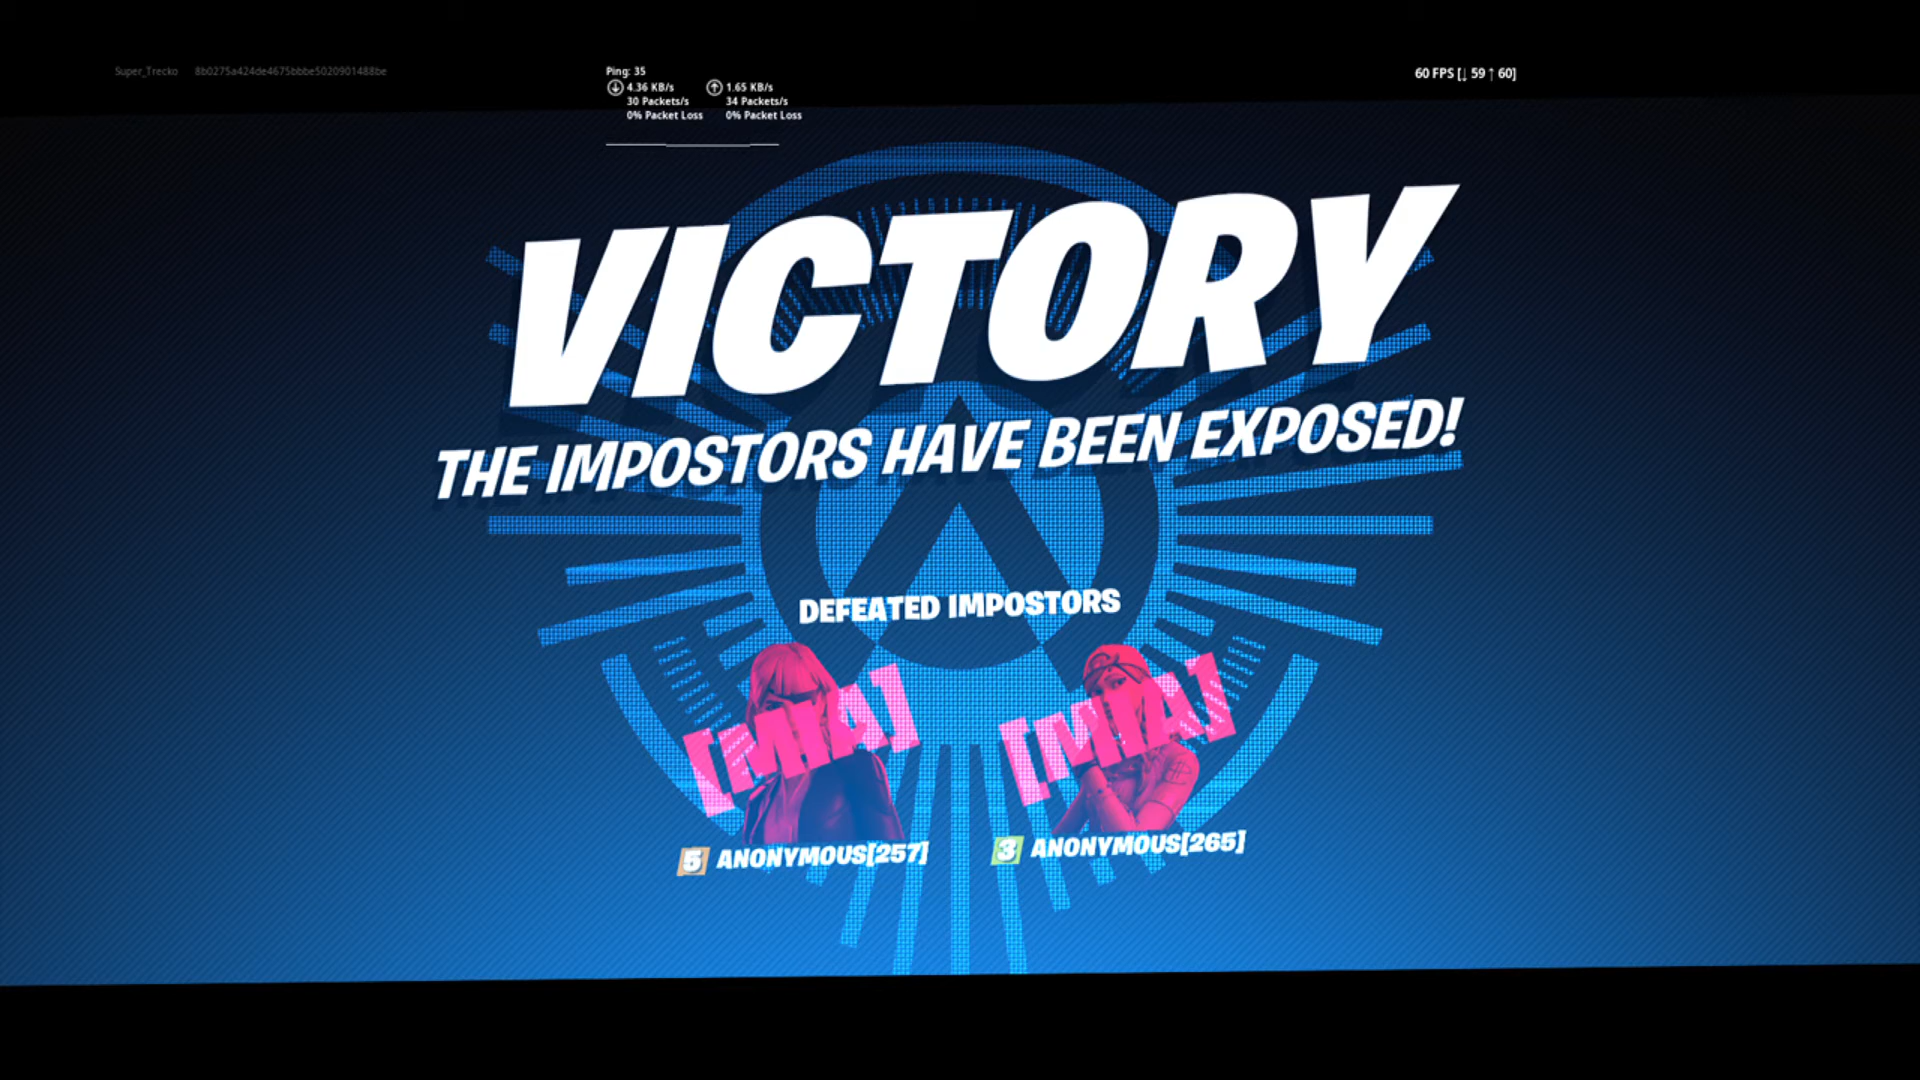 Super_Trecko 8b0275a424de4675bbbe5020901488be
Ping: 35
4.36 KB/s 1.65 KB/s
30 Packets/s 34 Packets/s
0% Packet Loss 0% Packet Loss
60 FPS [↓ 59 ↑ 60]
VICTORY
THE IMPOSTORS HAVE BEEN EXPOSED!
DEFEATED IMPOSTORS
[MIA] [MIA]
5 ANONYMOUS[257] 3 ANONYMOUS[265]